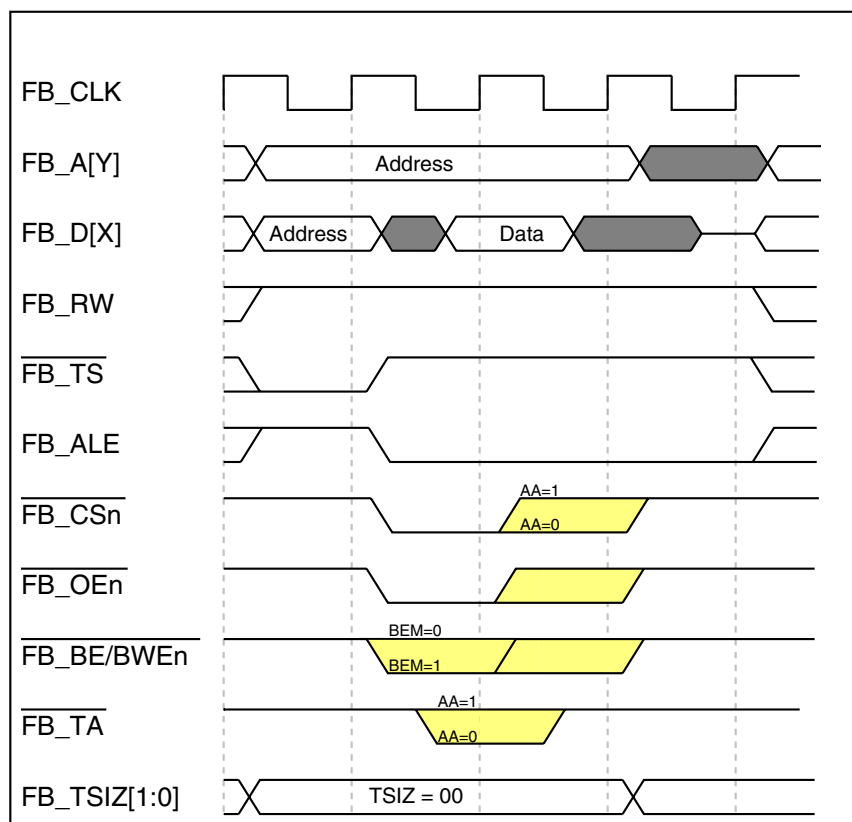 FB_CLK
FB_A[Y]
Address
FB_D[X]
Address
Data
FB_RW
FB_TS
FB_ALE
FB_CSn
AA=1
AA=0
FB_OEn
FB_BE/BWEn
BEM=0
BEM=1
FB_TA
AA=1
AA=0
FB_TSIZ[1:0]
TSIZ = 00